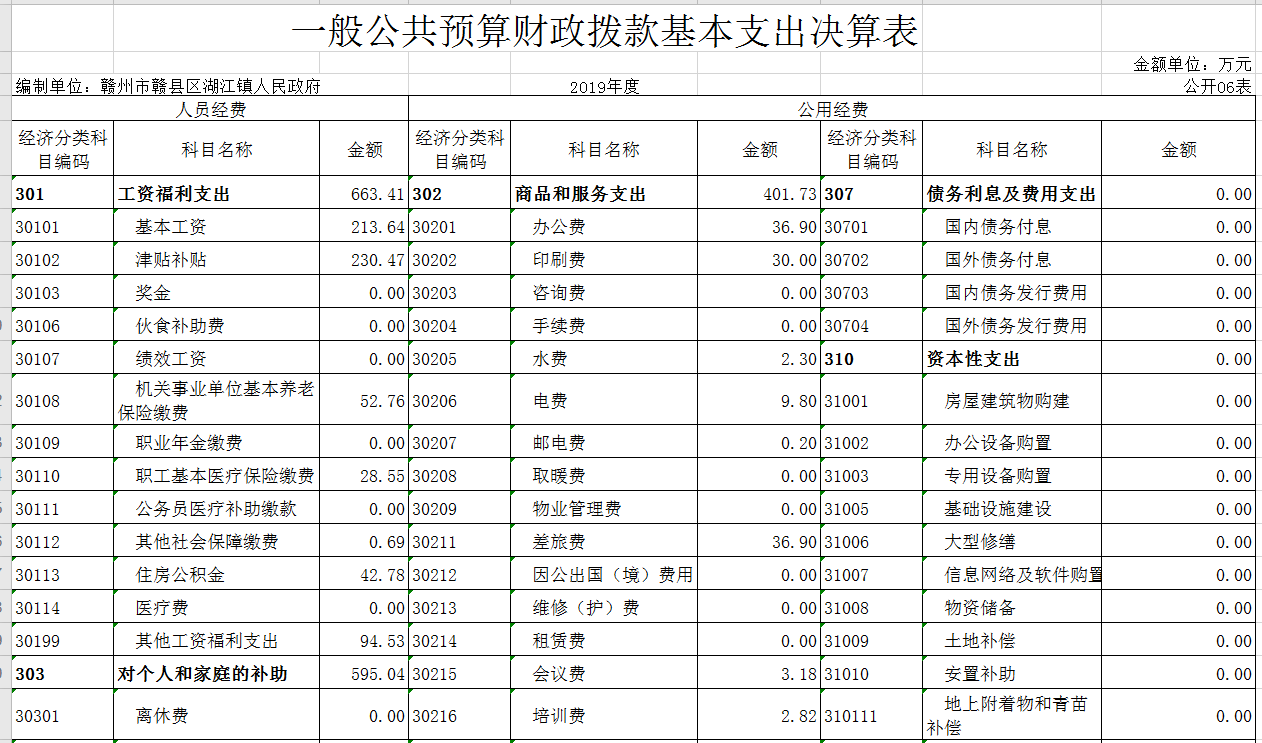 一般公共预算财政拨款基本支出决算表
金额单位：万元
编制单位：赣州市赣县区湖江镇人民政府 2019年度 公开06表
人员经费 公用经费
经济分类科目编码 科目名称 金额 经济分类科目编码 科目名称 金额 经济分类科目编码 科目名称 金额
301 工资福利支出 663.41 302 商品和服务支出 401.73 307 债务利息及费用支出 0.00
30101 基本工资 213.64 30201 办公费 36.90 30701 国内债务付息 0.00
30102 津贴补贴 230.47 30202 印刷费 30.00 30702 国外债务付息 0.00
30103 奖金 0.00 30203 咨询费 0.00 30703 国内债务发行费用 0.00
30106 伙食补助费 0.00 30204 手续费 0.00 30704 国外债务发行费用 0.00
30107 绩效工资 0.00 30205 水费 2.30 310 资本性支出 0.00
30108 机关事业单位基本养老保险缴费 52.76 30206 电费 9.80 31001 房屋建筑物购建 0.00
30109 职业年金缴费 0.00 30207 邮电费 0.20 31002 办公设备购置 0.00
30110 职工基本医疗保险缴费 28.55 30208 取暖费 0.00 31003 专用设备购置 0.00
30111 公务员医疗补助缴款 0.00 30209 物业管理费 0.00 31005 基础设施建设 0.00
30112 其他社会保障缴费 0.69 30211 差旅费 36.90 31006 大型修缮 0.00
30113 住房公积金 42.78 30212 因公出国（境）费用 0.00 31007 信息网络及软件购置 0.00
30114 医疗费 0.00 30213 维修（护）费 0.00 31008 物资储备 0.00
30199 其他工资福利支出 94.53 30214 租赁费 0.00 31009 土地补偿 0.00
303 对个人和家庭的补助 595.04 30215 会议费 3.18 31010 安置补助 0.00
30301 离休费 0.00 30216 培训费 2.82 310111 地上附着物和青苗补偿 0.00